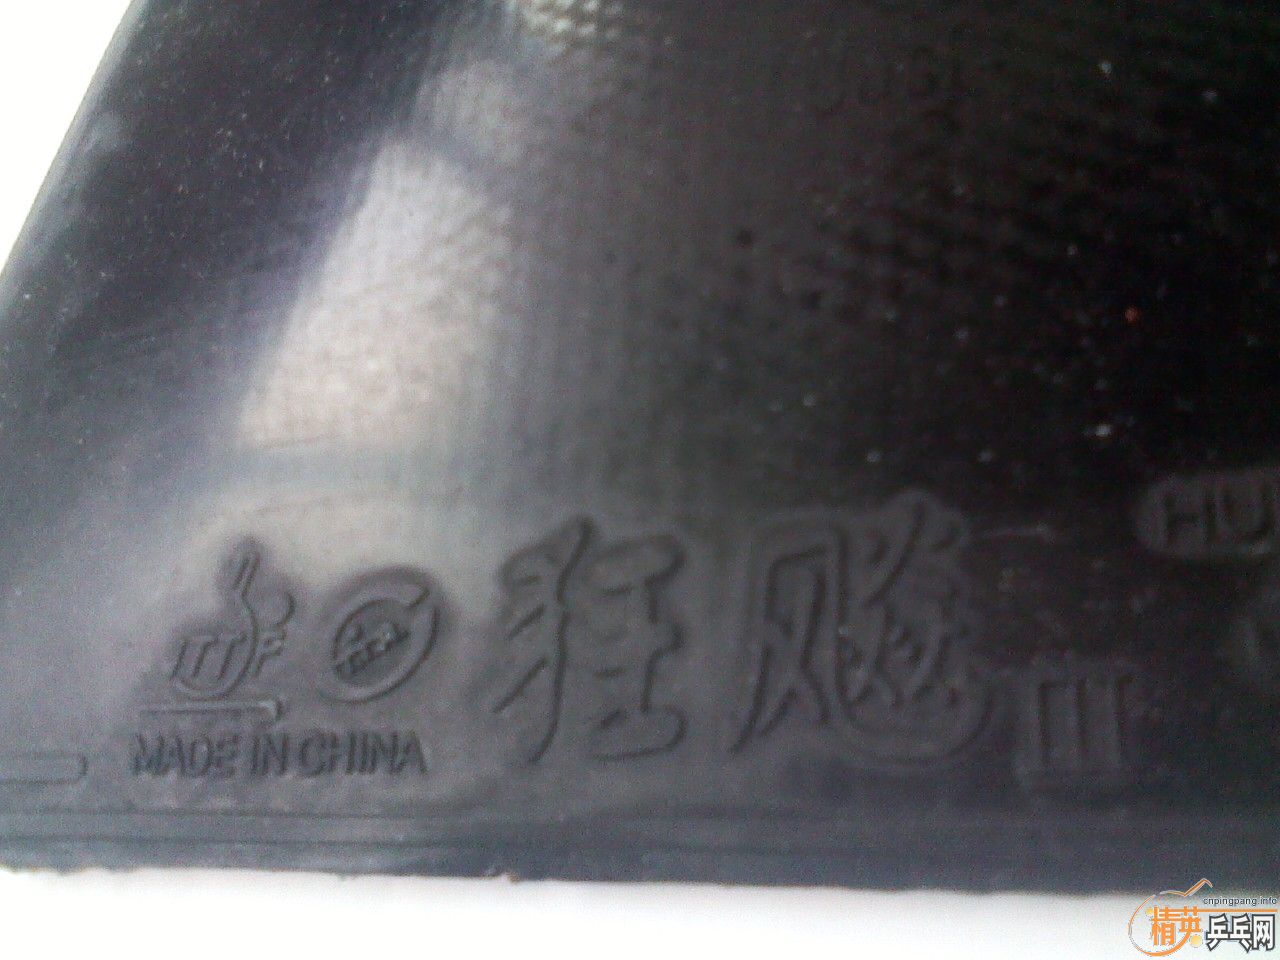 HU
ITTF
狂飚 III
MADE IN CHINA
cnpingpang.info
精英乒乓网